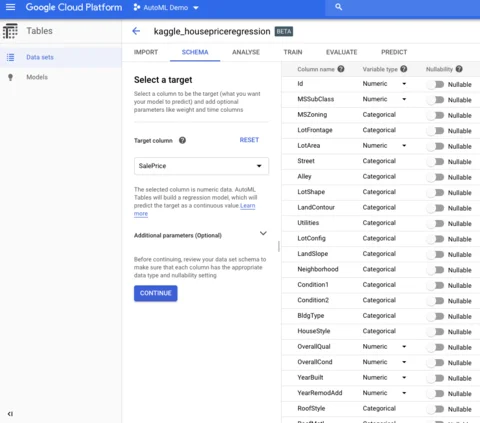 Google Cloud Platform
AutoML Demo
Tables
kaggle_housepriceregression BETA
IMPORT SCHEMA ANALYSE TRAIN EVALUATE PREDICT
Data sets
Models
Select a target
Select a column to be the target (what you
want your model to predict) and add optional
parameters like weight and time columns
Target column RESET
SalePrice
The selected column is numeric data. AutoML
Tables will build a regression model, which will
predict the target as a continuous value. Learn
more
Additional parameters (Optional)
Before continuing, review your data set schema to
make sure that each column has the appropriate
data type and nullability setting
CONTINUE
Column name Variable type Nullability
Id Numeric Nullable
MSSubClass Numeric Nullable
MSZoning Categorical Nullable
LotFrontage Categorical Nullable
LotArea Numeric Nullable
Street Categorical Nullable
Alley Categorical Nullable
LotShape Categorical Nullable
LandContour Categorical Nullable
Utilities Categorical Nullable
LotConfig Categorical Nullable
LandSlope Categorical Nullable
Neighborhood Categorical Nullable
Condition1 Categorical Nullable
Condition2 Categorical Nullable
BldgType Categorical Nullable
HouseStyle Categorical Nullable
OverallQual Numeric Nullable
OverallCond Numeric Nullable
YearBuilt Numeric Nullable
YearRemodAdd Numeric Nullable
RoofStyle Categorical Nullable